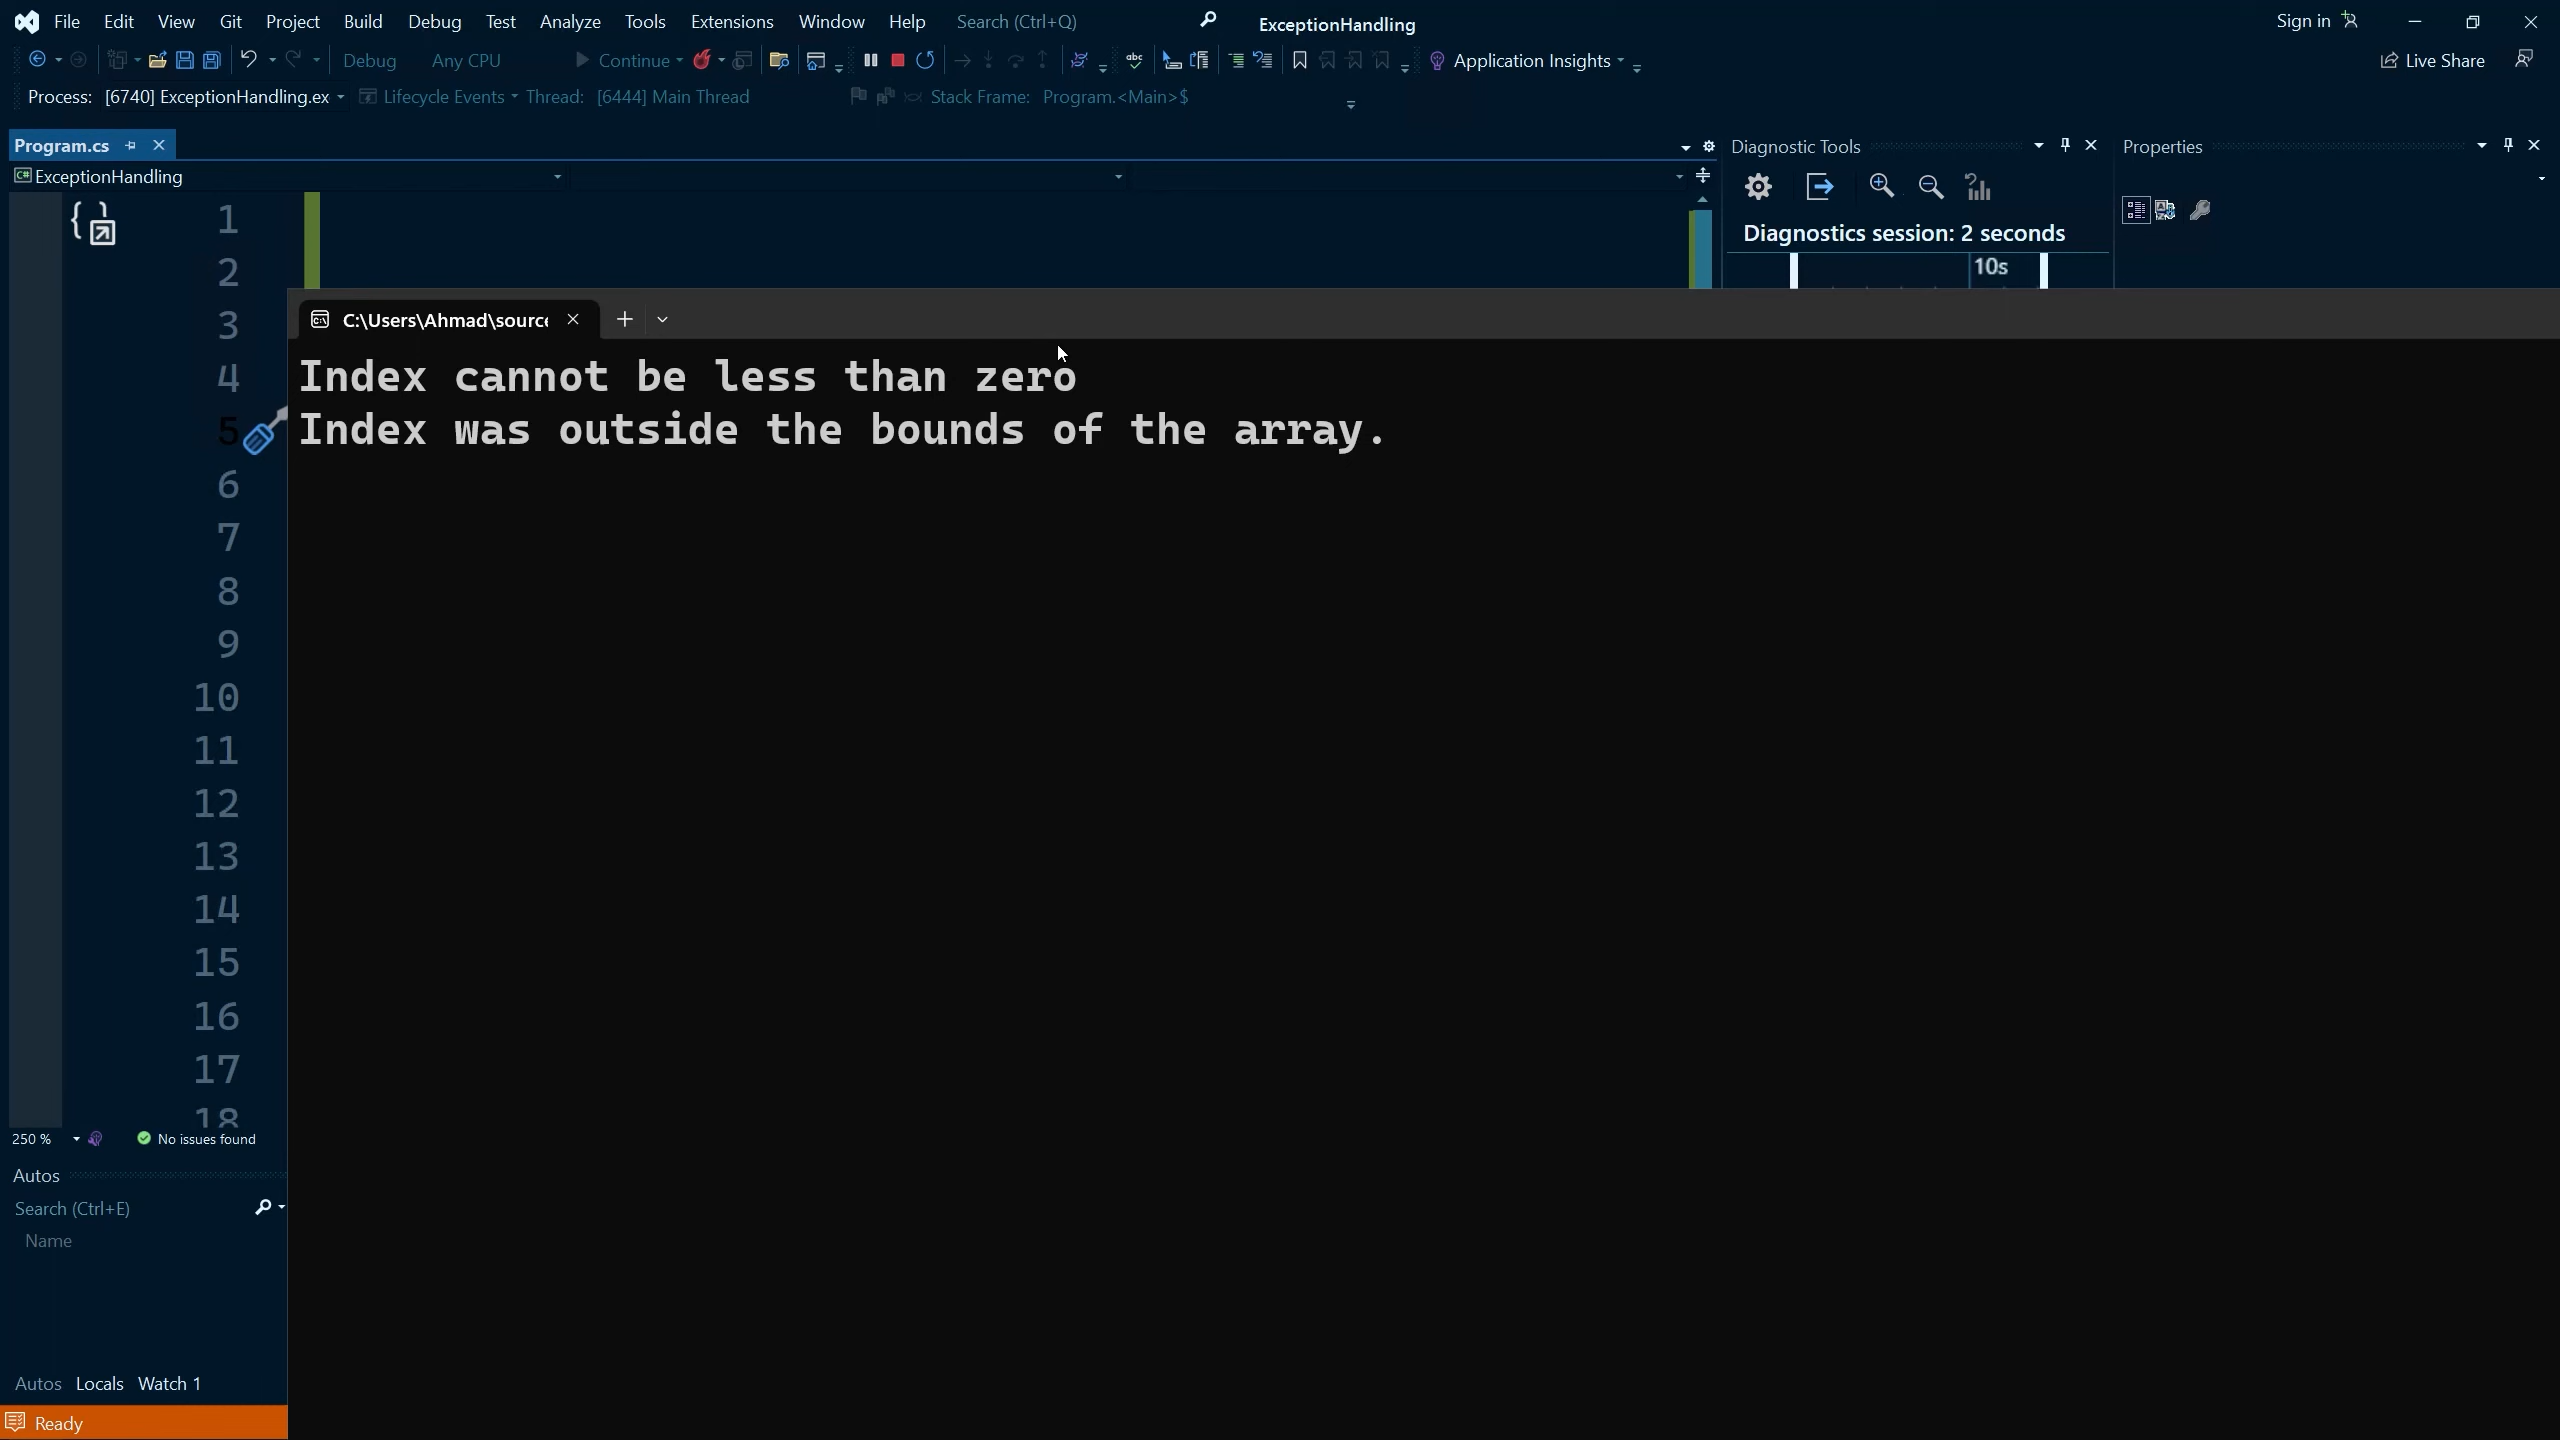 File Edit View Git Project Build Debug Test Analyze Tools Extensions Window Help Search (Ctrl+Q) ExceptionHandling Sign in
Debug Any CPU Continue Application Insights Live Share
Process: [6740] ExceptionHandling.ex Lifecycle Events Thread: [6444] Main Thread Stack Frame: Program.<Main>$
Program.cs Diagnostic Tools Properties
C# ExceptionHandling
1
Diagnostics session: 2 seconds
2
10s
3
C:\Users\Ahmad\source
4
Index cannot be less than zero
5
Index was outside the bounds of the array.
6
7
8
9
10
11
12
13
14
15
16
17
18
250 % No issues found
Autos
Search (Ctrl+E)
Name
Autos Locals Watch 1
Ready